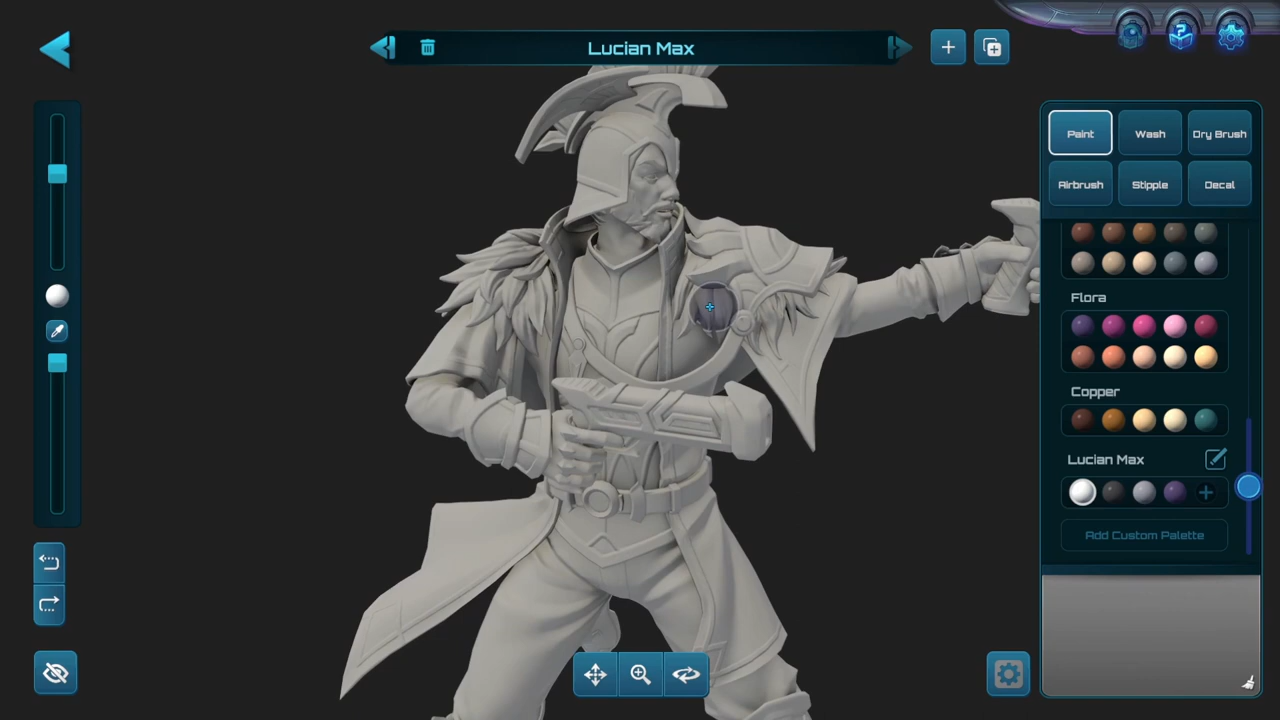 Lucian Max
Paint
Wash
Dry Brush
Airbrush
Stipple
Decal
Flora
Copper
Lucian Max
Add Custom Palette